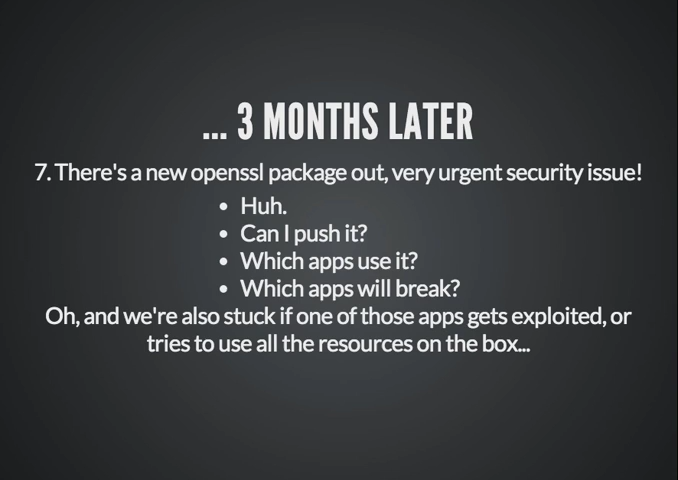 ... 3 MONTHS LATER
7. There's a new openssl package out, very urgent security issue!
• Huh.
• Can I push it?
• Which apps use it?
• Which apps will break?
Oh, and we're also stuck if one of those apps gets exploited, or
tries to use all the resources on the box...